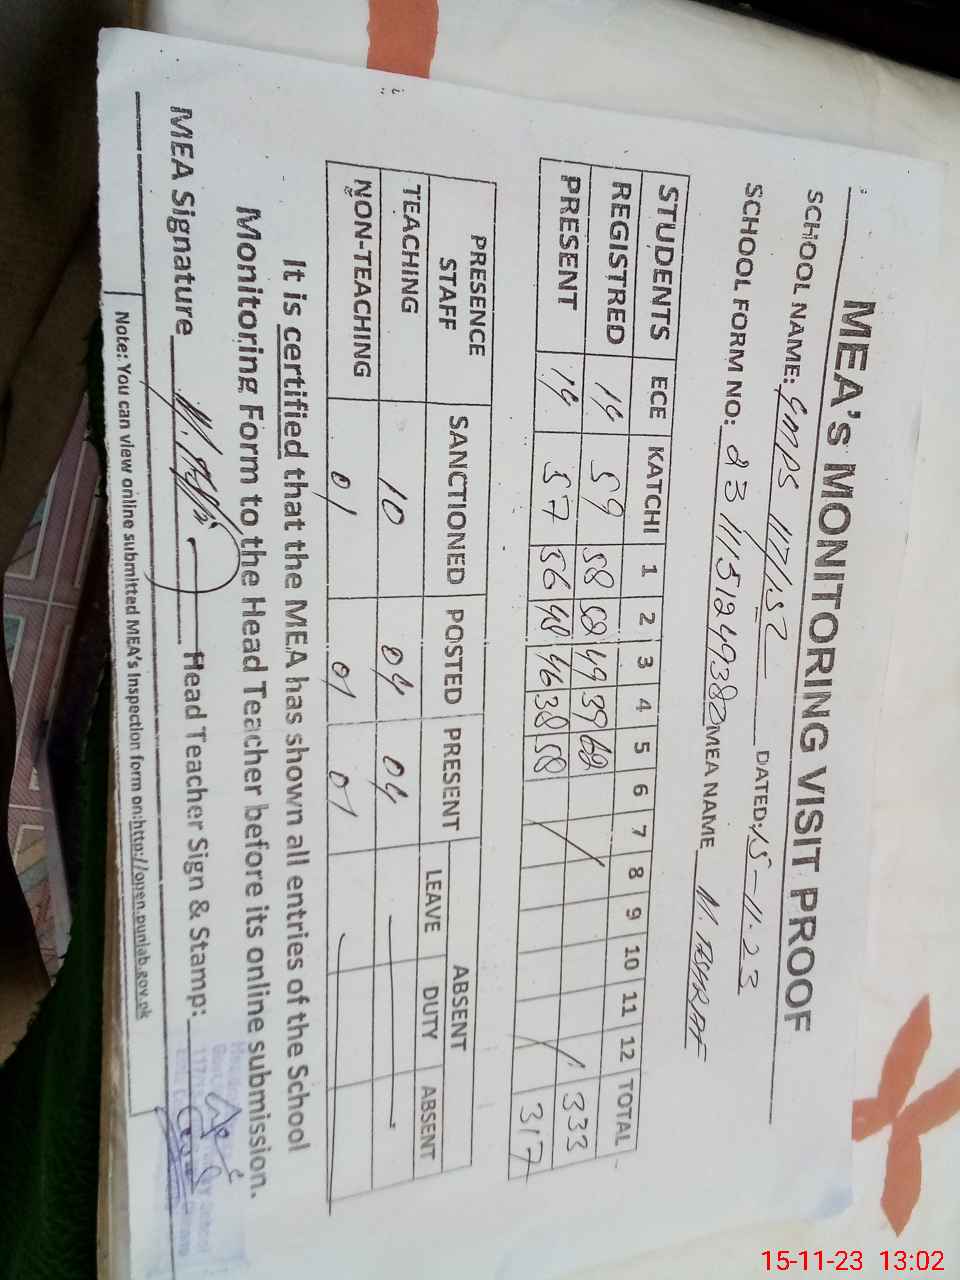 MEA's MONITORING VISIT PROOF
SCHOOL NAME: GMPS 117/15L DATED: 15-11-23
SCHOOL FORM NO: MEA NAME M. ASHRAF
STUDENTS ECE KATCHI 1 2 3 4 5 6 7 8 9 10 11 12 TOTAL
REGISTRED 14 59 58 52 49 39 62 333
PRESENT 14 57 56 48 46 38 58 317
PRESENCE STAFF SANCTIONED POSTED PRESENT ABSENT
LEAVE DUTY ABSENT
TEACHING 10 04 04
NON-TEACHING 01 01 01
It is certified that the MEA has shown all entries of the School
Monitoring Form to the Head Teacher before its online submission.
MEA Signature Head Teacher Sign & Stamp:
Note: You can view online submitted MEA's Inspection form on:http://open.punjab.gov.pk
15-11-23 13:02